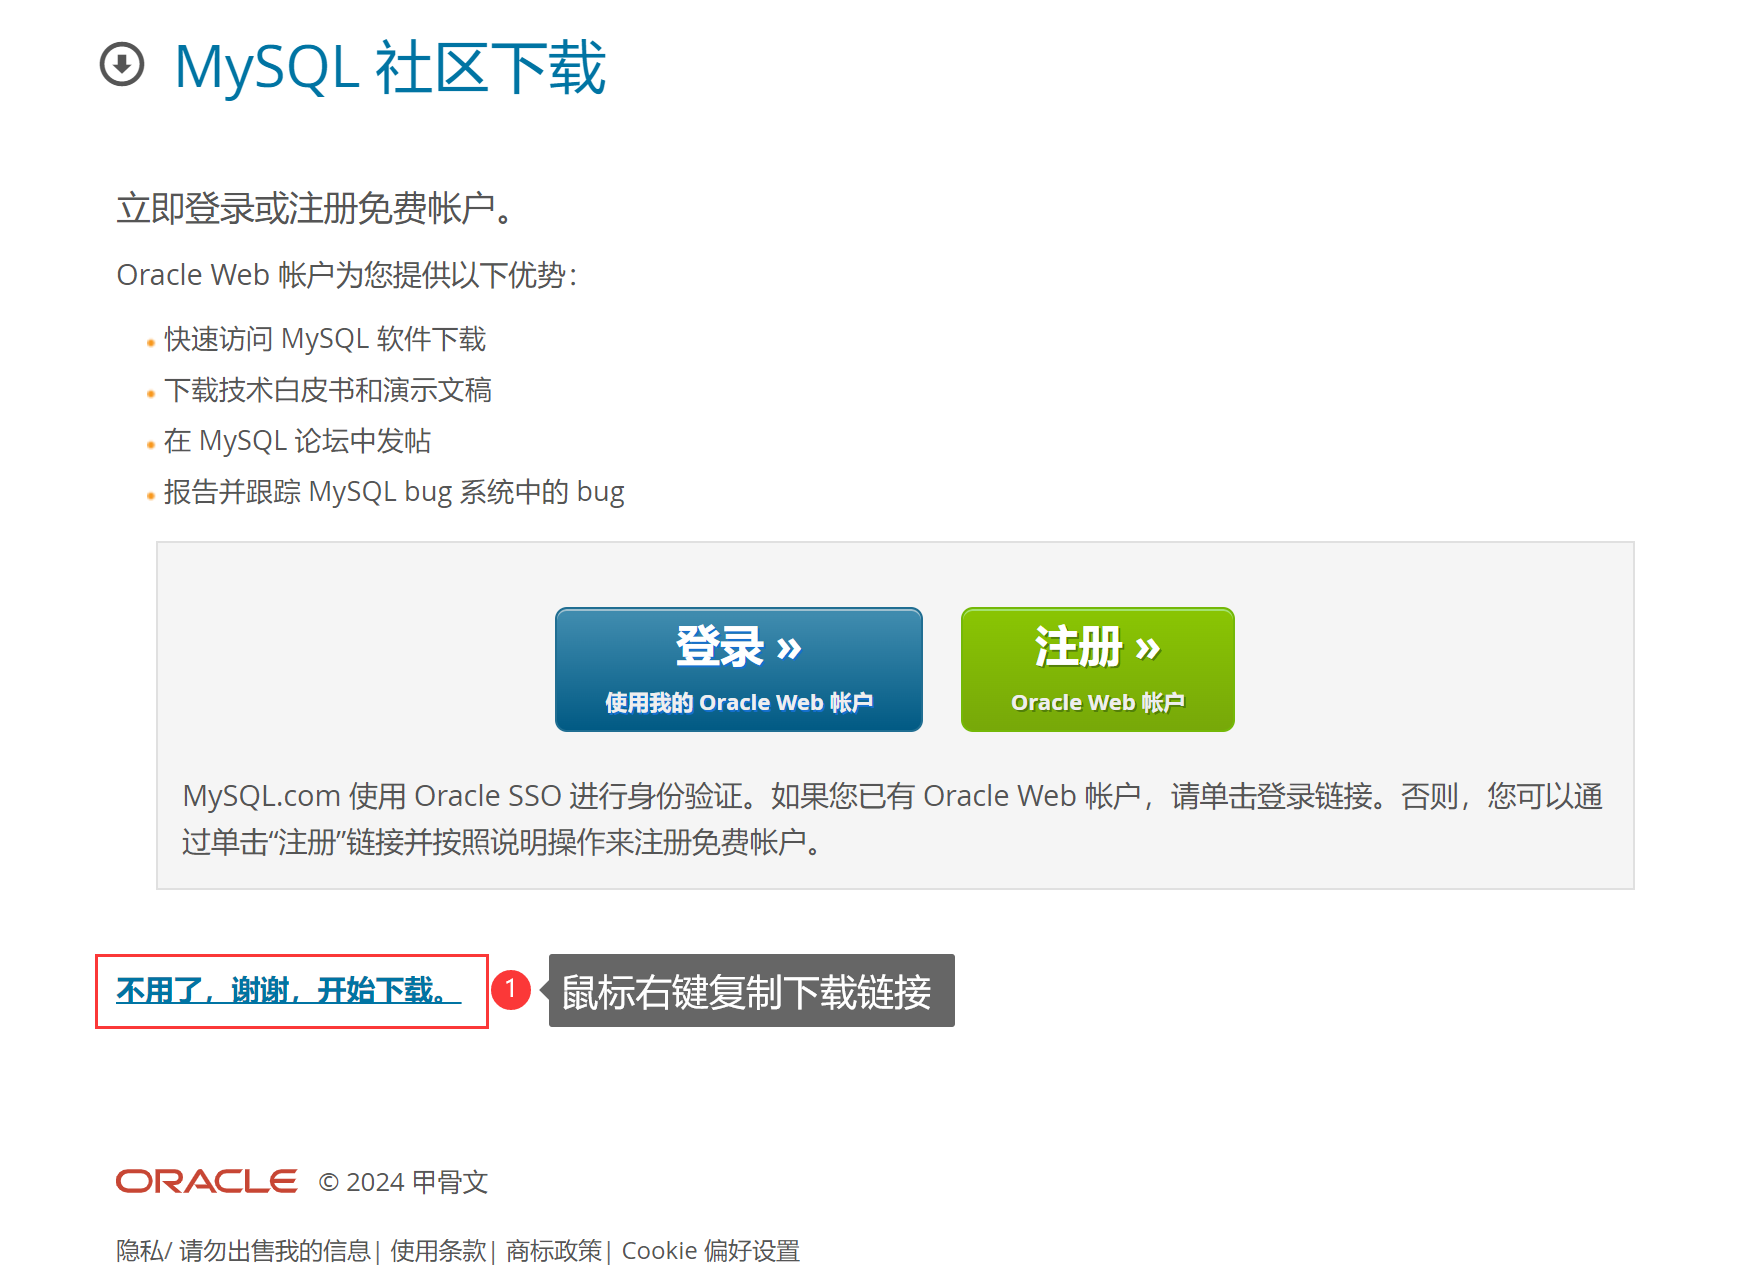 MySQL 社区下载
立即登录或注册免费帐户。
Oracle Web 帐户为您提供以下优势：
快速访问 MySQL 软件下载
下载技术白皮书和演示文稿
在 MySQL 论坛中发帖
报告并跟踪 MySQL bug 系统中的 bug
登录 »
使用我的 Oracle Web 帐户
注册 »
Oracle Web 帐户
MySQL.com 使用 Oracle SSO 进行身份验证。如果您已有 Oracle Web 帐户，请单击登录链接。否则，您可以通
过单击“注册”链接并按照说明操作来注册免费帐户。
不用了，谢谢，开始下载。
1
鼠标右键复制下载链接
ORACLE © 2024 甲骨文
隐私/ 请勿出售我的信息| 使用条款| 商标政策| Cookie 偏好设置